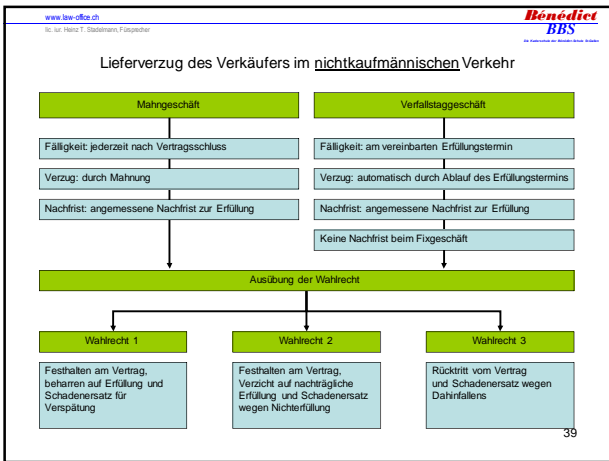 www.law-office.ch
lic. iur. Heinz T. Stadelmann, Fürsprecher
Bénédict
BBS
Lieferverzug des Verkäufers im nichtkaufmännischen Verkehr
Mahngeschäft
Fälligkeit: jederzeit nach Vertragsschluss
Verzug: durch Mahnung
Nachfrist: angemessene Nachfrist zur Erfüllung
Verfallstaggeschäft
Fälligkeit: am vereinbarten Erfüllungstermin
Verzug: automatisch durch Ablauf des Erfüllungstermins
Nachfrist: angemessene Nachfrist zur Erfüllung
Keine Nachfrist beim Fixgeschäft
Ausübung der Wahlrecht
Wahlrecht 1
Festhalten am Vertrag,
beharren auf Erfüllung und
Schadenersatz für
Verspätung
Wahlrecht 2
Festhalten am Vertrag,
Verzicht auf nachträgliche
Erfüllung und Schadenersatz
wegen Nichterfüllung
Wahlrecht 3
Rücktritt vom Vertrag
und Schadenersatz wegen
Dahinfallens
39